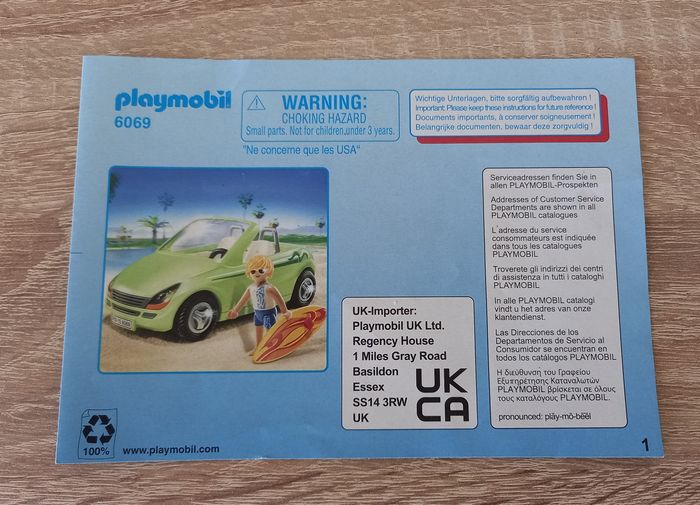 playmobil
6069
WARNING:
CHOKING HAZARD
Small parts. Not for children,under 3 years.
"Ne concerne que les USA"
Wichtige Unterlagen, bitte sorgfältig aufbewahren !
Important: Please keep these instructions for future reference !
Documents importants, à conserver soigneusement !
Belangrijke documenten, bewaar deze zorgvuldig !
Serviceadressen finden Sie in
allen PLAYMOBIL-Prospekten
Addresses of Customer Service
Departments are shown in all
PLAYMOBIL catalogues
L'adresse du service
consommateurs est indiquée
dans tous les catalogues
PLAYMOBIL
Troverete gli indirizzi dei centri
di assistenza in tutti i cataloghi
PLAYMOBIL
In alle PLAYMOBIL catalogi
vindt u het adres van onze
klantendienst.
Las Direcciones de los
Departamentos de Servicio al
Consumidor se encuentran en
todos los catálogos PLAYMOBIL
Η διεύθυνση του Γραφείου
Εξυπηρέτησης Καταναλωτών
PLAYMOBIL βρίσκεται σε όλους
τους καταλόγους PLAYMOBIL.
pronounced: plāy-mō-bēēl
UK-Importer:
Playmobil UK Ltd.
Regency House
1 Miles Gray Road
Basildon
Essex
SS14 3RW
UK
UK
CA
100%
www.playmobil.com
1